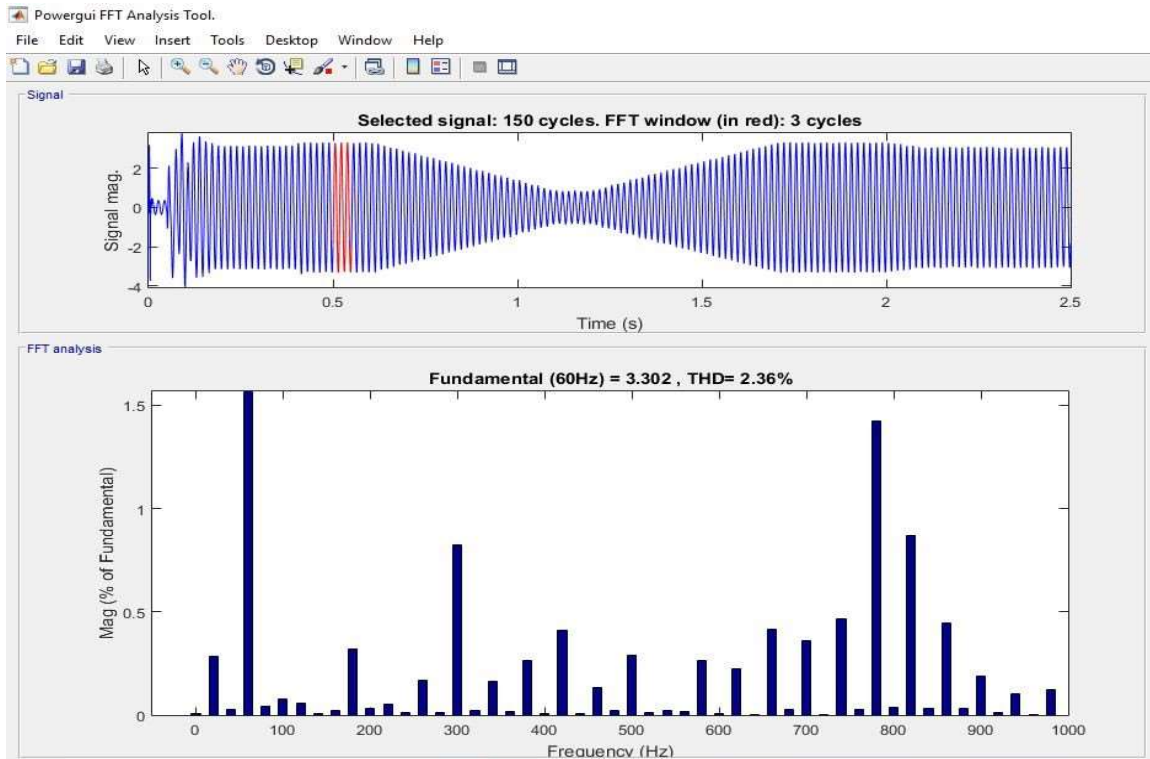 Powergui FFT Analysis Tool.
File Edit View Insert Tools Desktop Window Help
Signal
Selected signal: 150 cycles. FFT window (in red): 3 cycles
Signal mag.
2
0
-2
-4
0 0.5 1 1.5 2 2.5
Time (s)
FFT analysis
Fundamental (60Hz) = 3.302 , THD= 2.36%
Mag (% of Fundamental)
1.5
1
0.5
0
0 100 200 300 400 500 600 700 800 900 1000
Frequency (Hz)